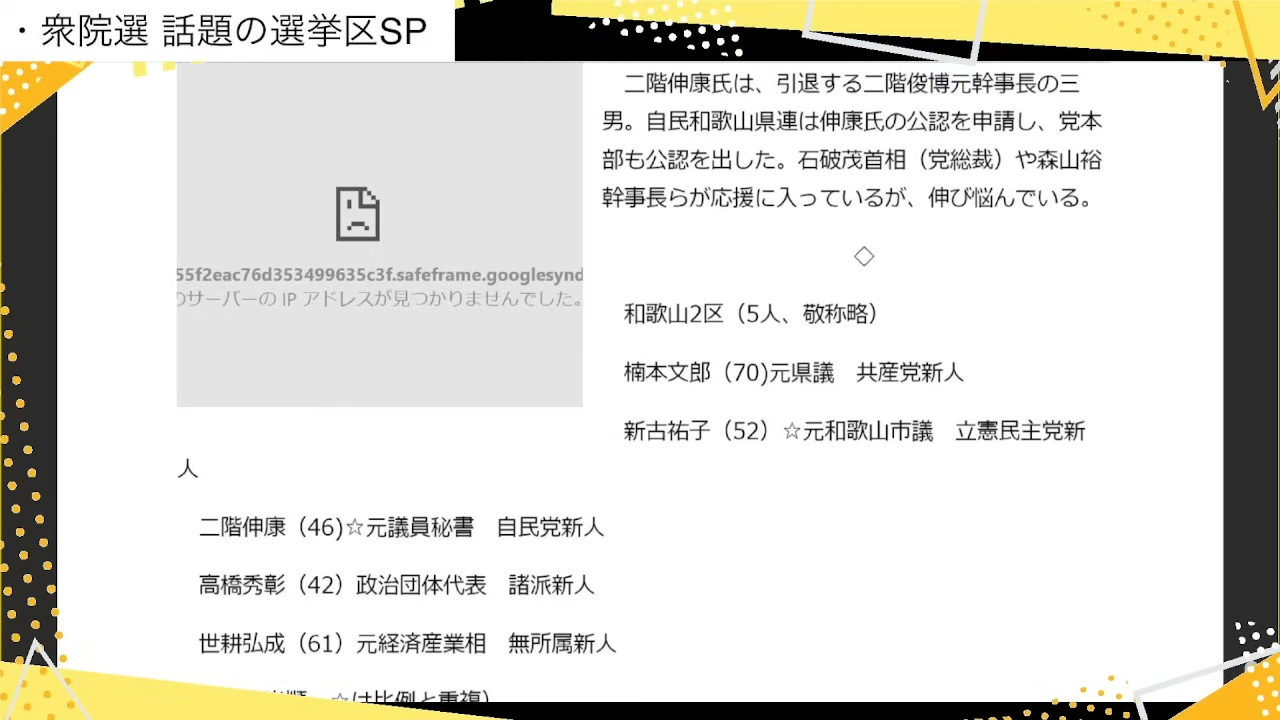 ・衆院選 話題の選挙区SP
二階伸康氏は、引退する二階俊博元幹事長の三
男。自民和歌山県連は伸康氏の公認を申請し、党本
部も公認を出した。石破茂首相（党総裁）や森山裕
幹事長らが応援に入っているが、伸び悩んでいる。
◇
55f2eac76d353499635c3f.safeframe.googlesynd
のサーバーの IP アドレスが見つかりませんでした。
和歌山2区（5人、敬称略）
楠本文郎（70)元県議　共産党新人
新古祐子（52）☆元和歌山市議　立憲民主党新
人
二階伸康（46)☆元議員秘書　自民党新人
高橋秀彰（42）政治団体代表　諸派新人
世耕弘成（61）元経済産業相　無所属新人
☆は比例と重複）